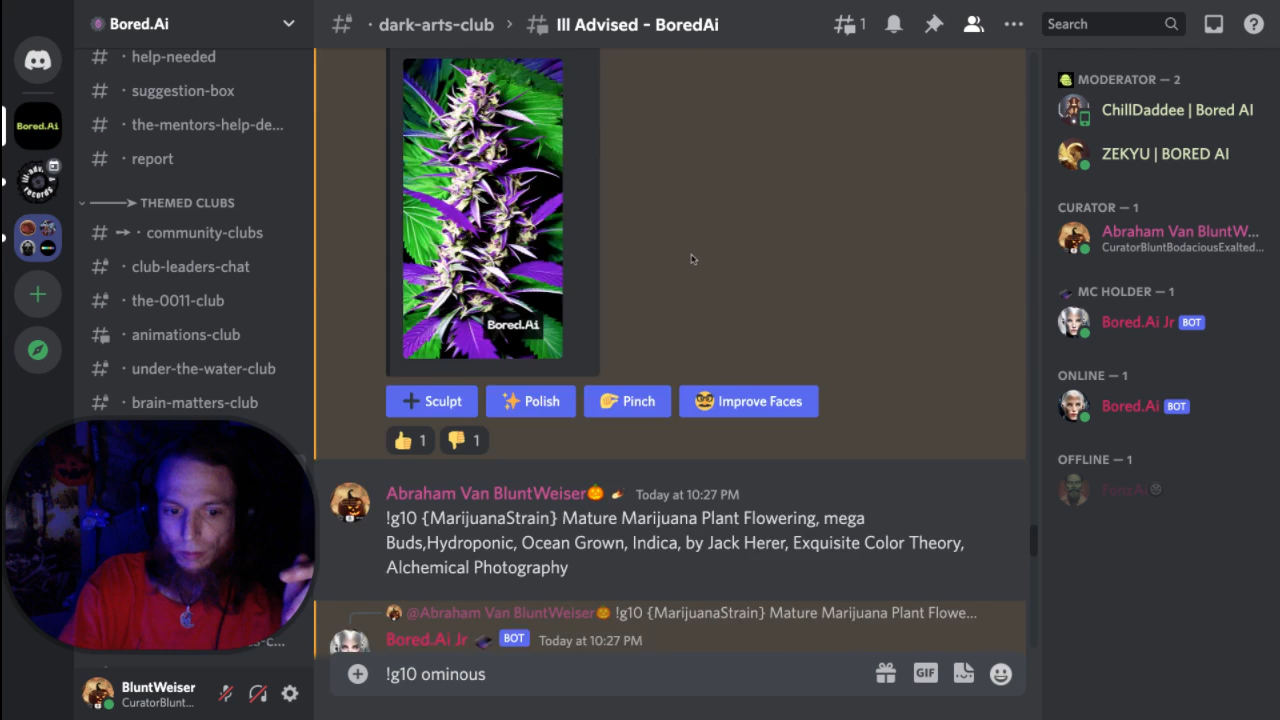 Bored.Ai
· dark-arts-club > Ill Advised - BoredAi
1
Search
Bored.Ai
· help-needed
· suggestion-box
· the-mentors-help-de...
· report
THEMED CLUBS
· community-clubs
· club-leaders-chat
· the-0011-club
· animations-club
· under-the-water-club
· brain-matters-club
BluntWeiser
CuratorBlunt...
Bored.Ai
Sculpt
Polish
Pinch
Improve Faces
1
1
Abraham Van BluntWeiser Today at 10:27 PM
!g10 {MarijuanaStrain} Mature Marijuana Plant Flowering, mega
Buds,Hydroponic, Ocean Grown, Indica, by Jack Herer, Exquisite Color Theory,
Alchemical Photography
@Abraham Van BluntWeiser !g10 {MarijuanaStrain} Mature Marijuana Plant Flowe...
Bored.Ai Jr BOT Today at 10:27 PM
!g10 ominous
GIF
MODERATOR — 2
ChillDaddee | Bored AI
ZEKYU | BORED AI
CURATOR — 1
Abraham Van BluntW...
CuratorBluntBodaciousExalted...
MC HOLDER — 1
Bored.Ai Jr BOT
ONLINE — 1
Bored.Ai BOT
OFFLINE — 1